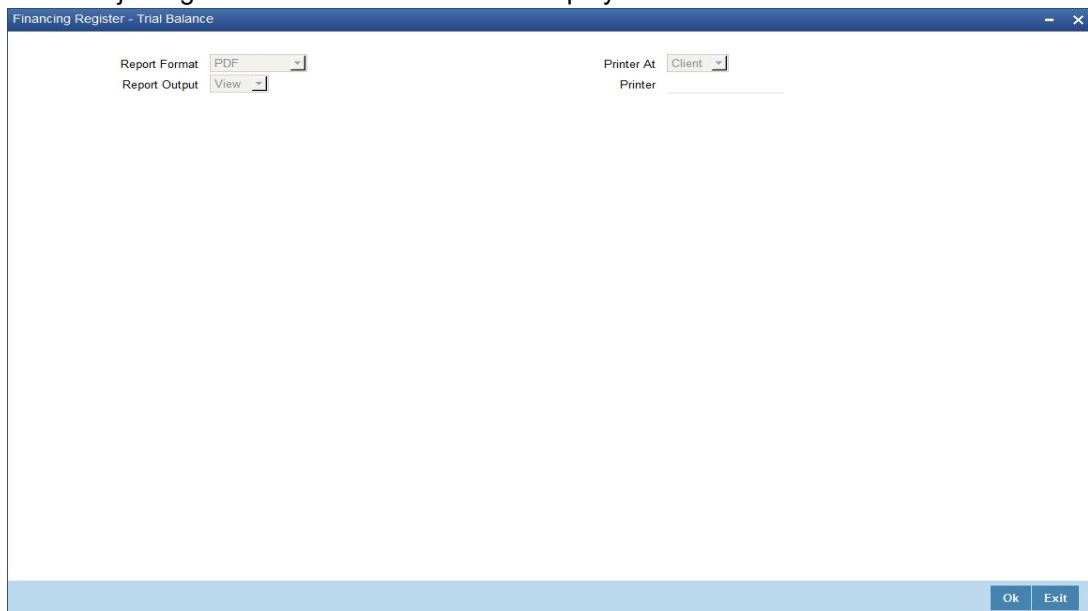 Financing Register - Trial Balance
Report Format PDF Printer At Client
Report Output View Printer
Ok Exit